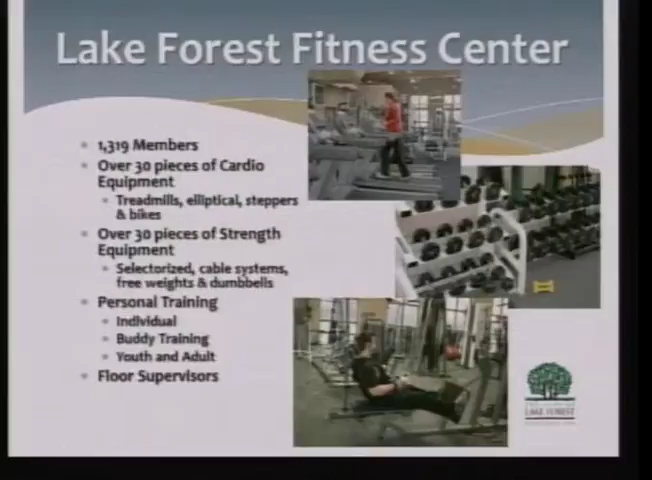 Lake Forest Fitness Center
1,319 Members
Over 30 pieces of Cardio
Equipment
Treadmills, elliptical, steppers
& bikes
Over 30 pieces of Strength
Equipment
Selectorized, cable systems,
free weights & dumbbells
Personal Training
Individual
Buddy Training
Youth and Adult
Floor Supervisors
LAKE FOREST